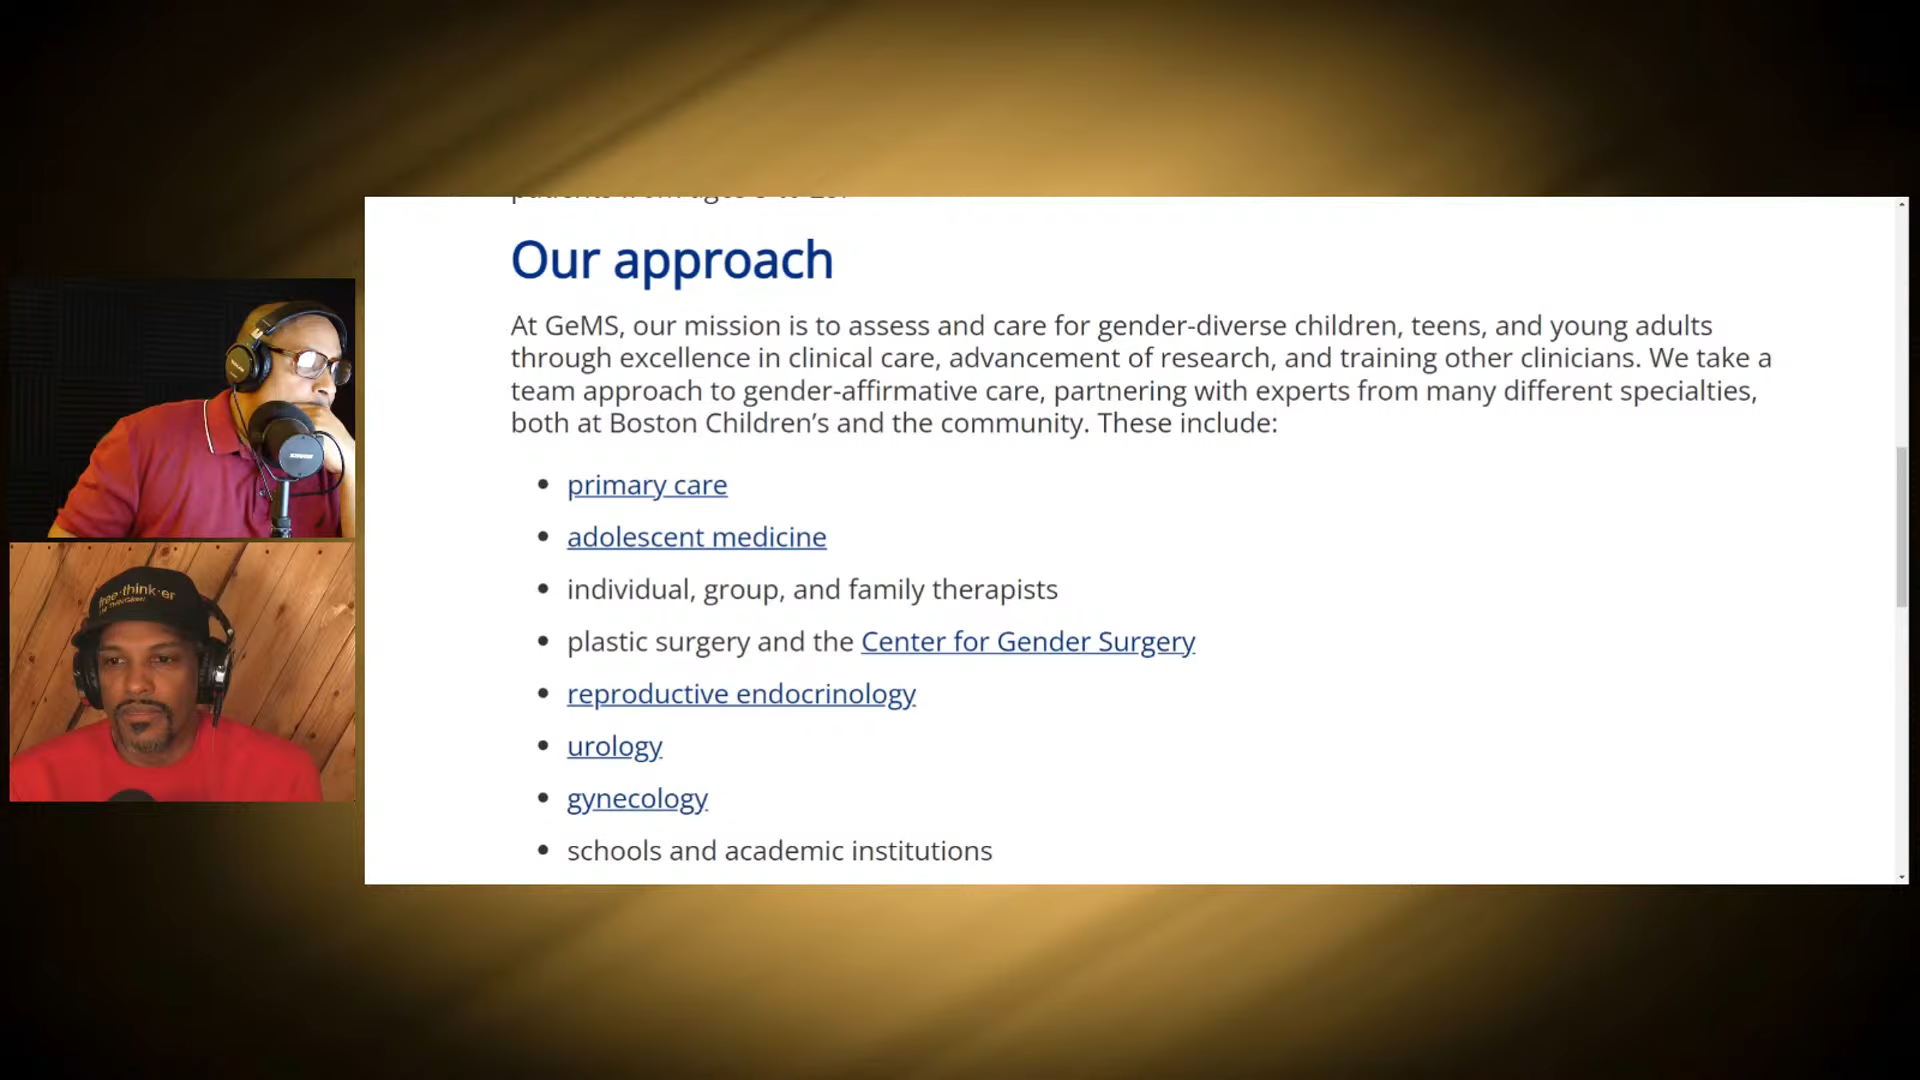 Our approach
At GeMS, our mission is to assess and care for gender-diverse children, teens, and young adults
through excellence in clinical care, advancement of research, and training other clinicians. We take a
team approach to gender-affirmative care, partnering with experts from many different specialties,
both at Boston Children’s and the community. These include:
• primary care
• adolescent medicine
• individual, group, and family therapists
• plastic surgery and the Center for Gender Surgery
• reproductive endocrinology
• urology
• gynecology
• schools and academic institutions
SHURE
free·think·er